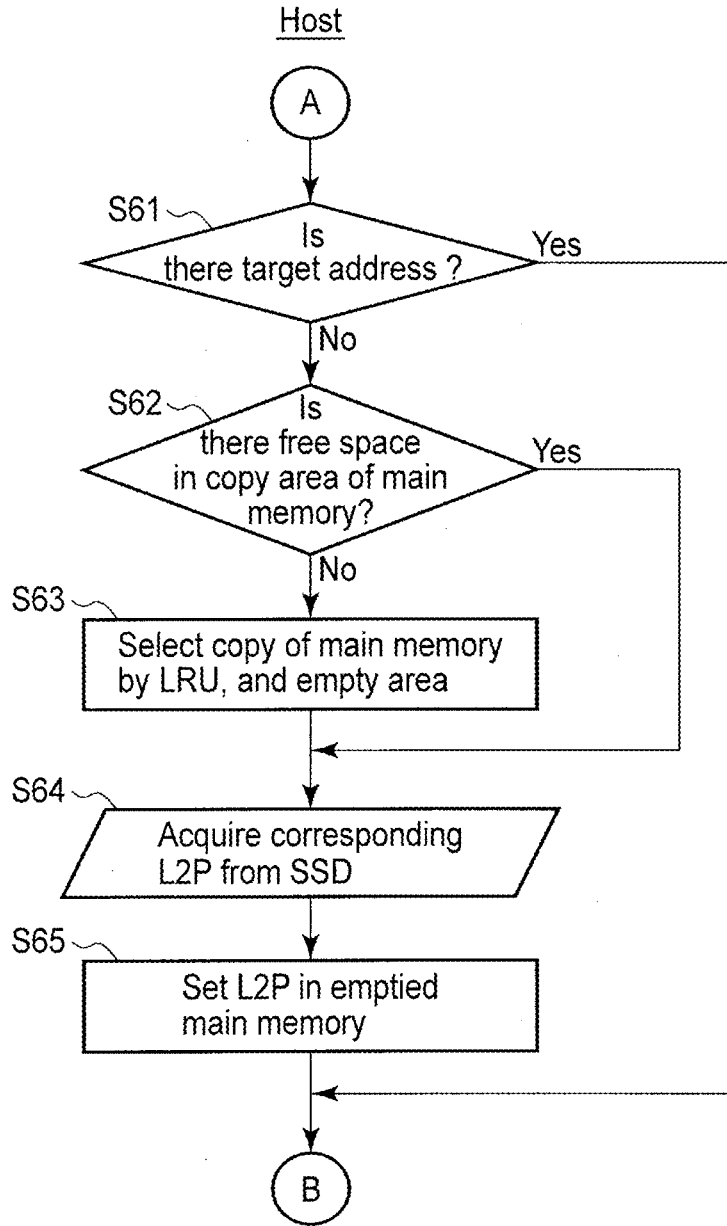 Host
A
S61
Is
there target address ?
Yes
No
S62
Is
there free space
in copy area of main
memory?
Yes
No
S63
Select copy of main memory
by LRU, and empty area
S64
Acquire corresponding
L2P from SSD
S65
Set L2P in emptied
main memory
B